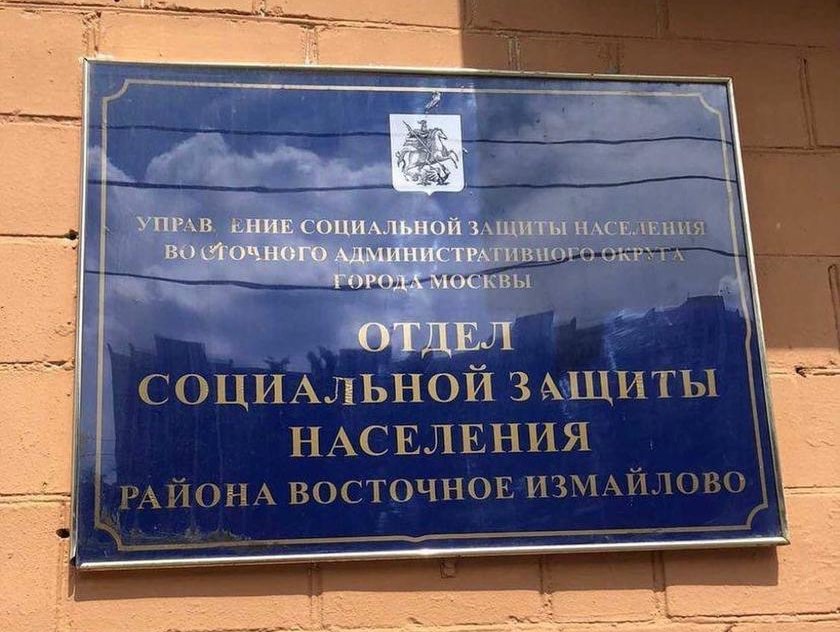 УПРАВ ЕНИЕ СОЦИАЛЬНОЙ ЗАЩИТЫ НАСЕЛЕНИЯ
ВОСТОЧНОГО АДМИНИСТРАТИВНОГО ОКРУГА
ГОРОДА МОСКВЫ
ОТДЕЛ
СОЦИАЛЬНОЙ ЗАЩИТЫ
НАСЕЛЕНИЯ
РАЙОНА ВОСТОЧНОЕ ИЗМАЙЛОВО